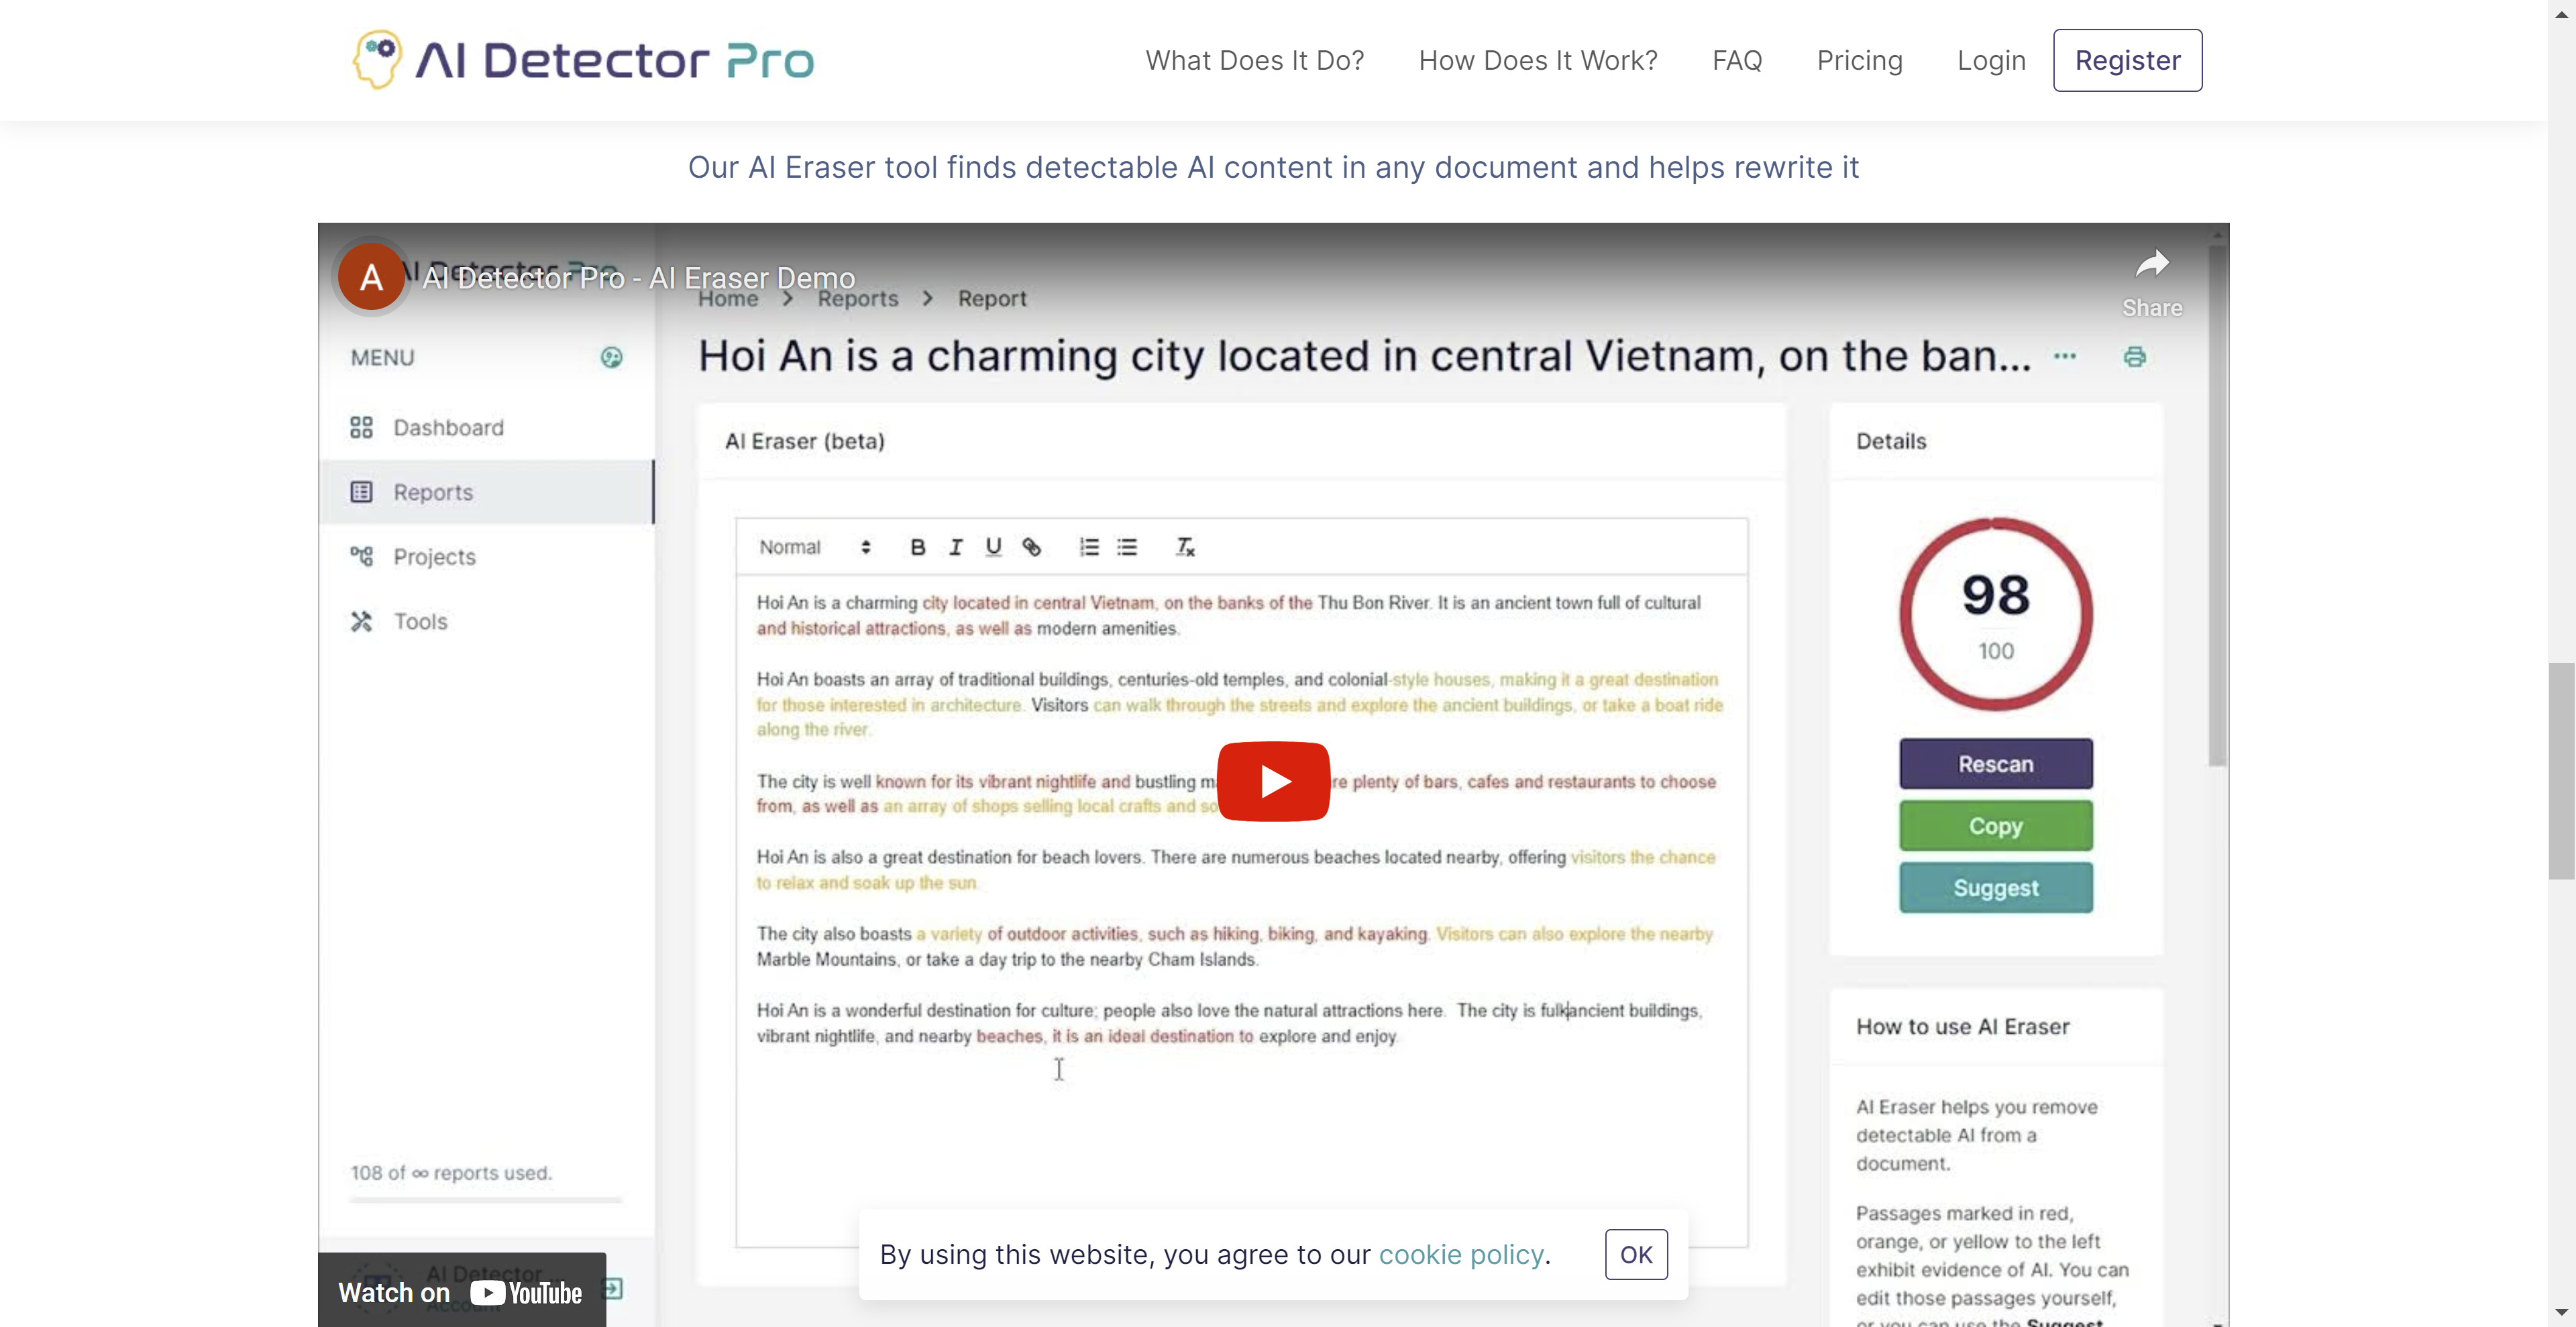 AI Detector Pro
What Does It Do?
How Does It Work?
FAQ
Pricing
Login
Register
Our AI Eraser tool finds detectable AI content in any document and helps rewrite it
A
AI Detector Pro - AI Eraser Demo
Share
Home > Reports > Report
MENU
Hoi An is a charming city located in central Vietnam, on the ban...
Dashboard
Reports
Projects
Tools
108 of ∞ reports used.
AI Eraser (beta)
Normal
B I U
Hoi An is a charming city located in central Vietnam, on the banks of the Thu Bon River. It is an ancient town full of cultural
and historical attractions, as well as modern amenities.
Hoi An boasts an array of traditional buildings, centuries-old temples, and colonial-style houses, making it a great destination
for those interested in architecture. Visitors can walk through the streets and explore the ancient buildings, or take a boat ride
along the river.
The city is well known for its vibrant nightlife and bustling plenty of bars, cafes and restaurants to choose
from, as well as an array of shops selling local crafts and
Hoi An is also a great destination for beach lovers. There are numerous beaches located nearby, offering visitors the chance
to relax and soak up the sun.
The city also boasts a variety of outdoor activities, such as hiking, biking, and kayaking. Visitors can also explore the nearby
Marble Mountains, or take a day trip to the nearby Cham Islands.
Hoi An is a wonderful destination for culture; people also love the natural attractions here. The city is ancient buildings,
vibrant nightlife, and nearby beaches, it is an ideal destination to explore and enjoy.
Details
98
100
Rescan
Copy
Suggest
How to use AI Eraser
AI Eraser helps you remove
detectable AI from a
document.
Passages marked in red,
orange, or yellow to the left
exhibit evidence of AI. You can
edit those passages yourself,
or you can use the Suggest
By using this website, you agree to our cookie policy.
OK
AI Detector
Watch on YouTube